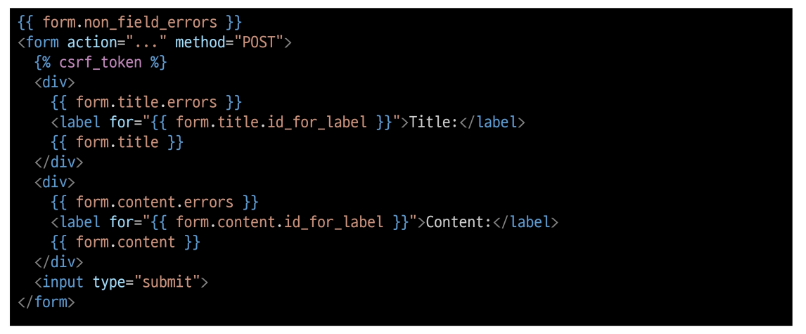 {{ form.non_field_errors }}
<form action="..." method="POST">
{% csrf_token %}
<div>
{{ form.title.errors }}
<label for="{{ form.title.id_for_label }}">Title:</label>
{{ form.title }}
</div>
<div>
{{ form.content.errors }}
<label for="{{ form.content.id_for_label }}">Content:</label>
{{ form.content }}
</div>
<input type="submit">
</form>